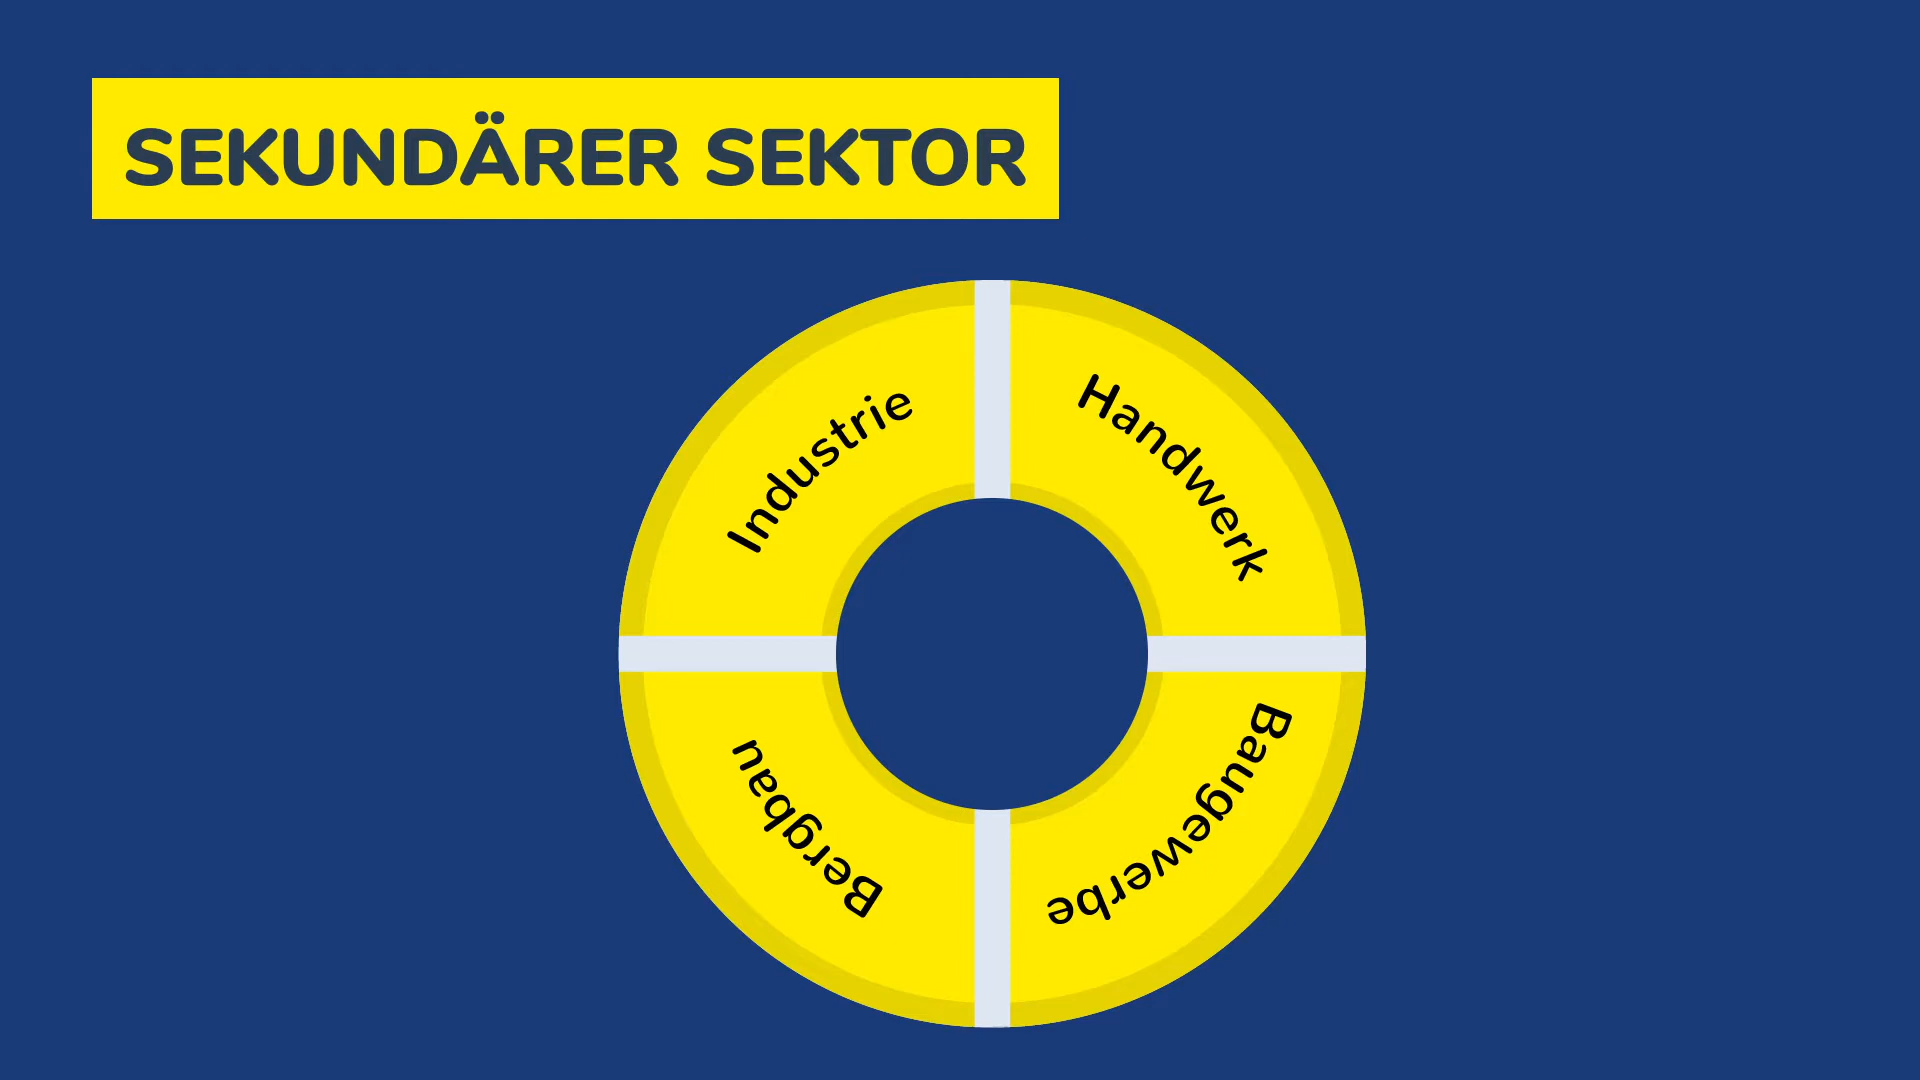 SEKUNDÄRER SEKTOR
Industrie
Handwerk
Bergbau
Baugewerbe